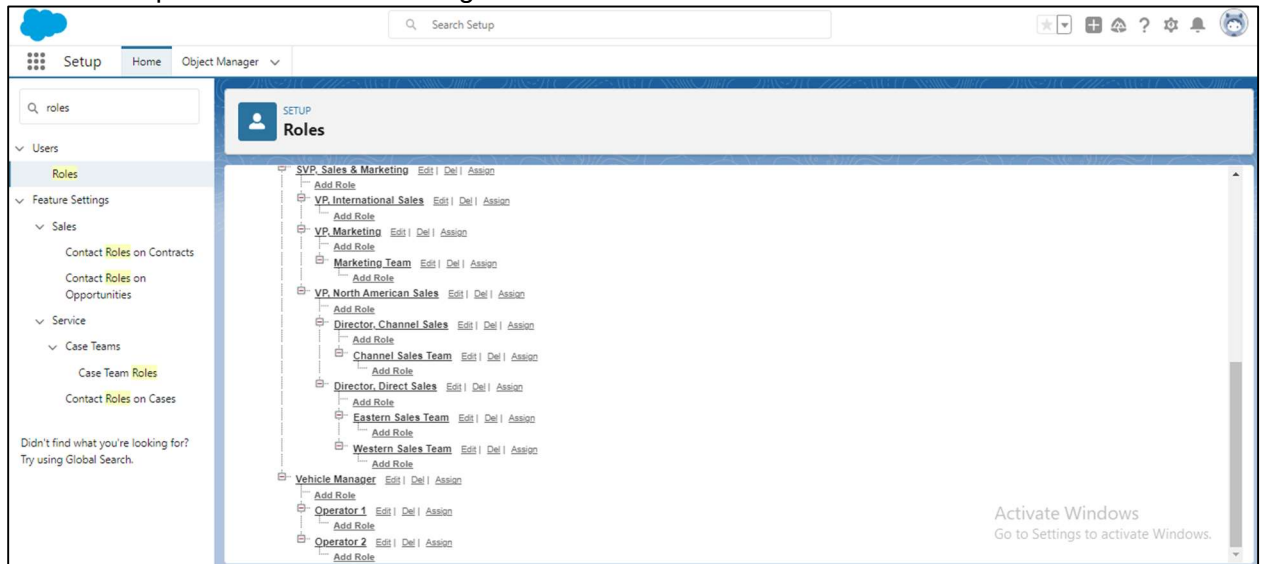 Search Setup
Setup Home Object Manager
roles
Users
Roles
Feature Settings
Sales
Contact Roles on Contracts
Contact Roles on
Opportunities
Service
Case Teams
Case Team Roles
Contact Roles on Cases
Didn't find what you're looking for?
Try using Global Search.
SETUP
Roles
SVP, Sales & Marketing Edit | Del | Assign
Add Role
VP, International Sales Edit | Del | Assign
Add Role
VP, Marketing Edit | Del | Assign
Add Role
Marketing Team Edit | Del | Assign
Add Role
VP, North American Sales Edit | Del | Assign
Add Role
Director, Channel Sales Edit | Del | Assign
Add Role
Channel Sales Team Edit | Del | Assign
Add Role
Director, Direct Sales Edit | Del | Assign
Add Role
Eastern Sales Team Edit | Del | Assign
Add Role
Western Sales Team Edit | Del | Assign
Add Role
Vehicle Manager Edit | Del | Assign
Add Role
Operator 1 Edit | Del | Assign
Add Role
Operator 2 Edit | Del | Assign
Add Role
Activate Windows
Go to Settings to activate Windows.